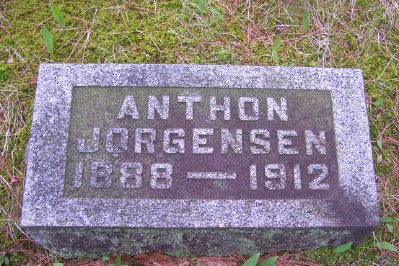 ANTHON
JORGENSEN
1888 — 1912